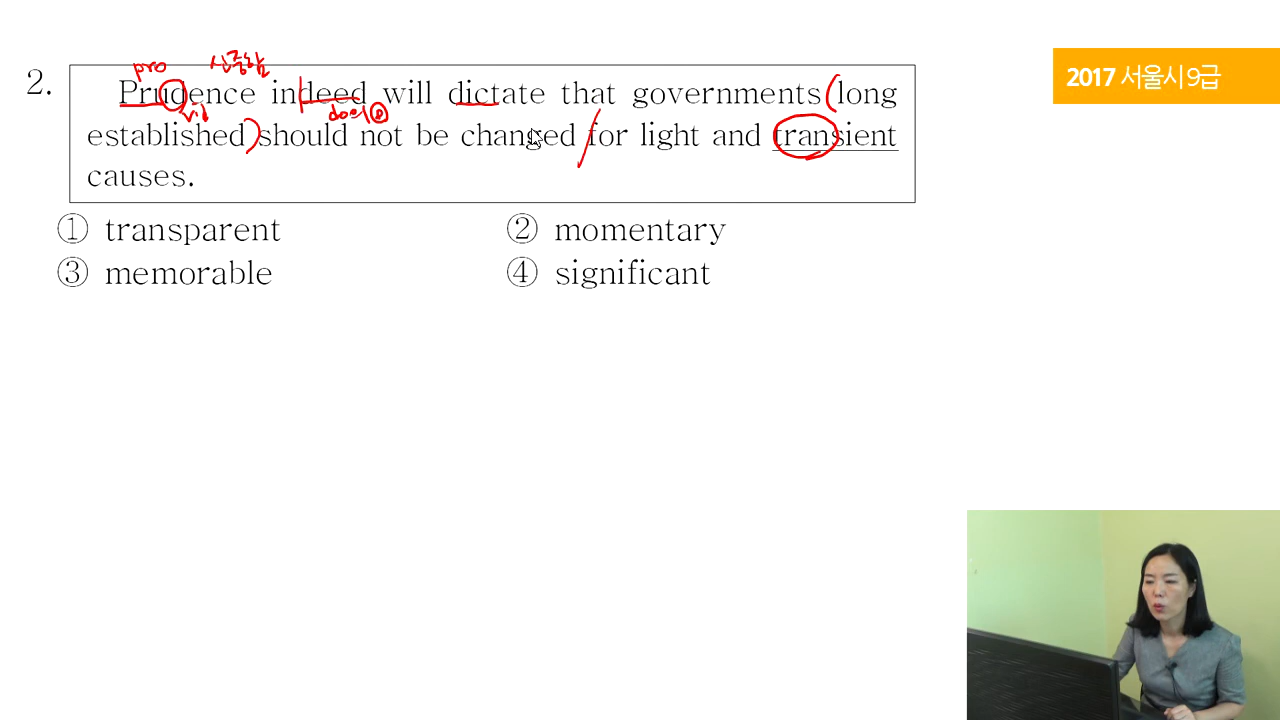 2017 서울시 9급
pro 신중함
2. Prudence indeed will dictate that governments (long
vid
established) should not be changed / for light and transient
causes.
① transparent ② momentary
③ memorable ④ significant